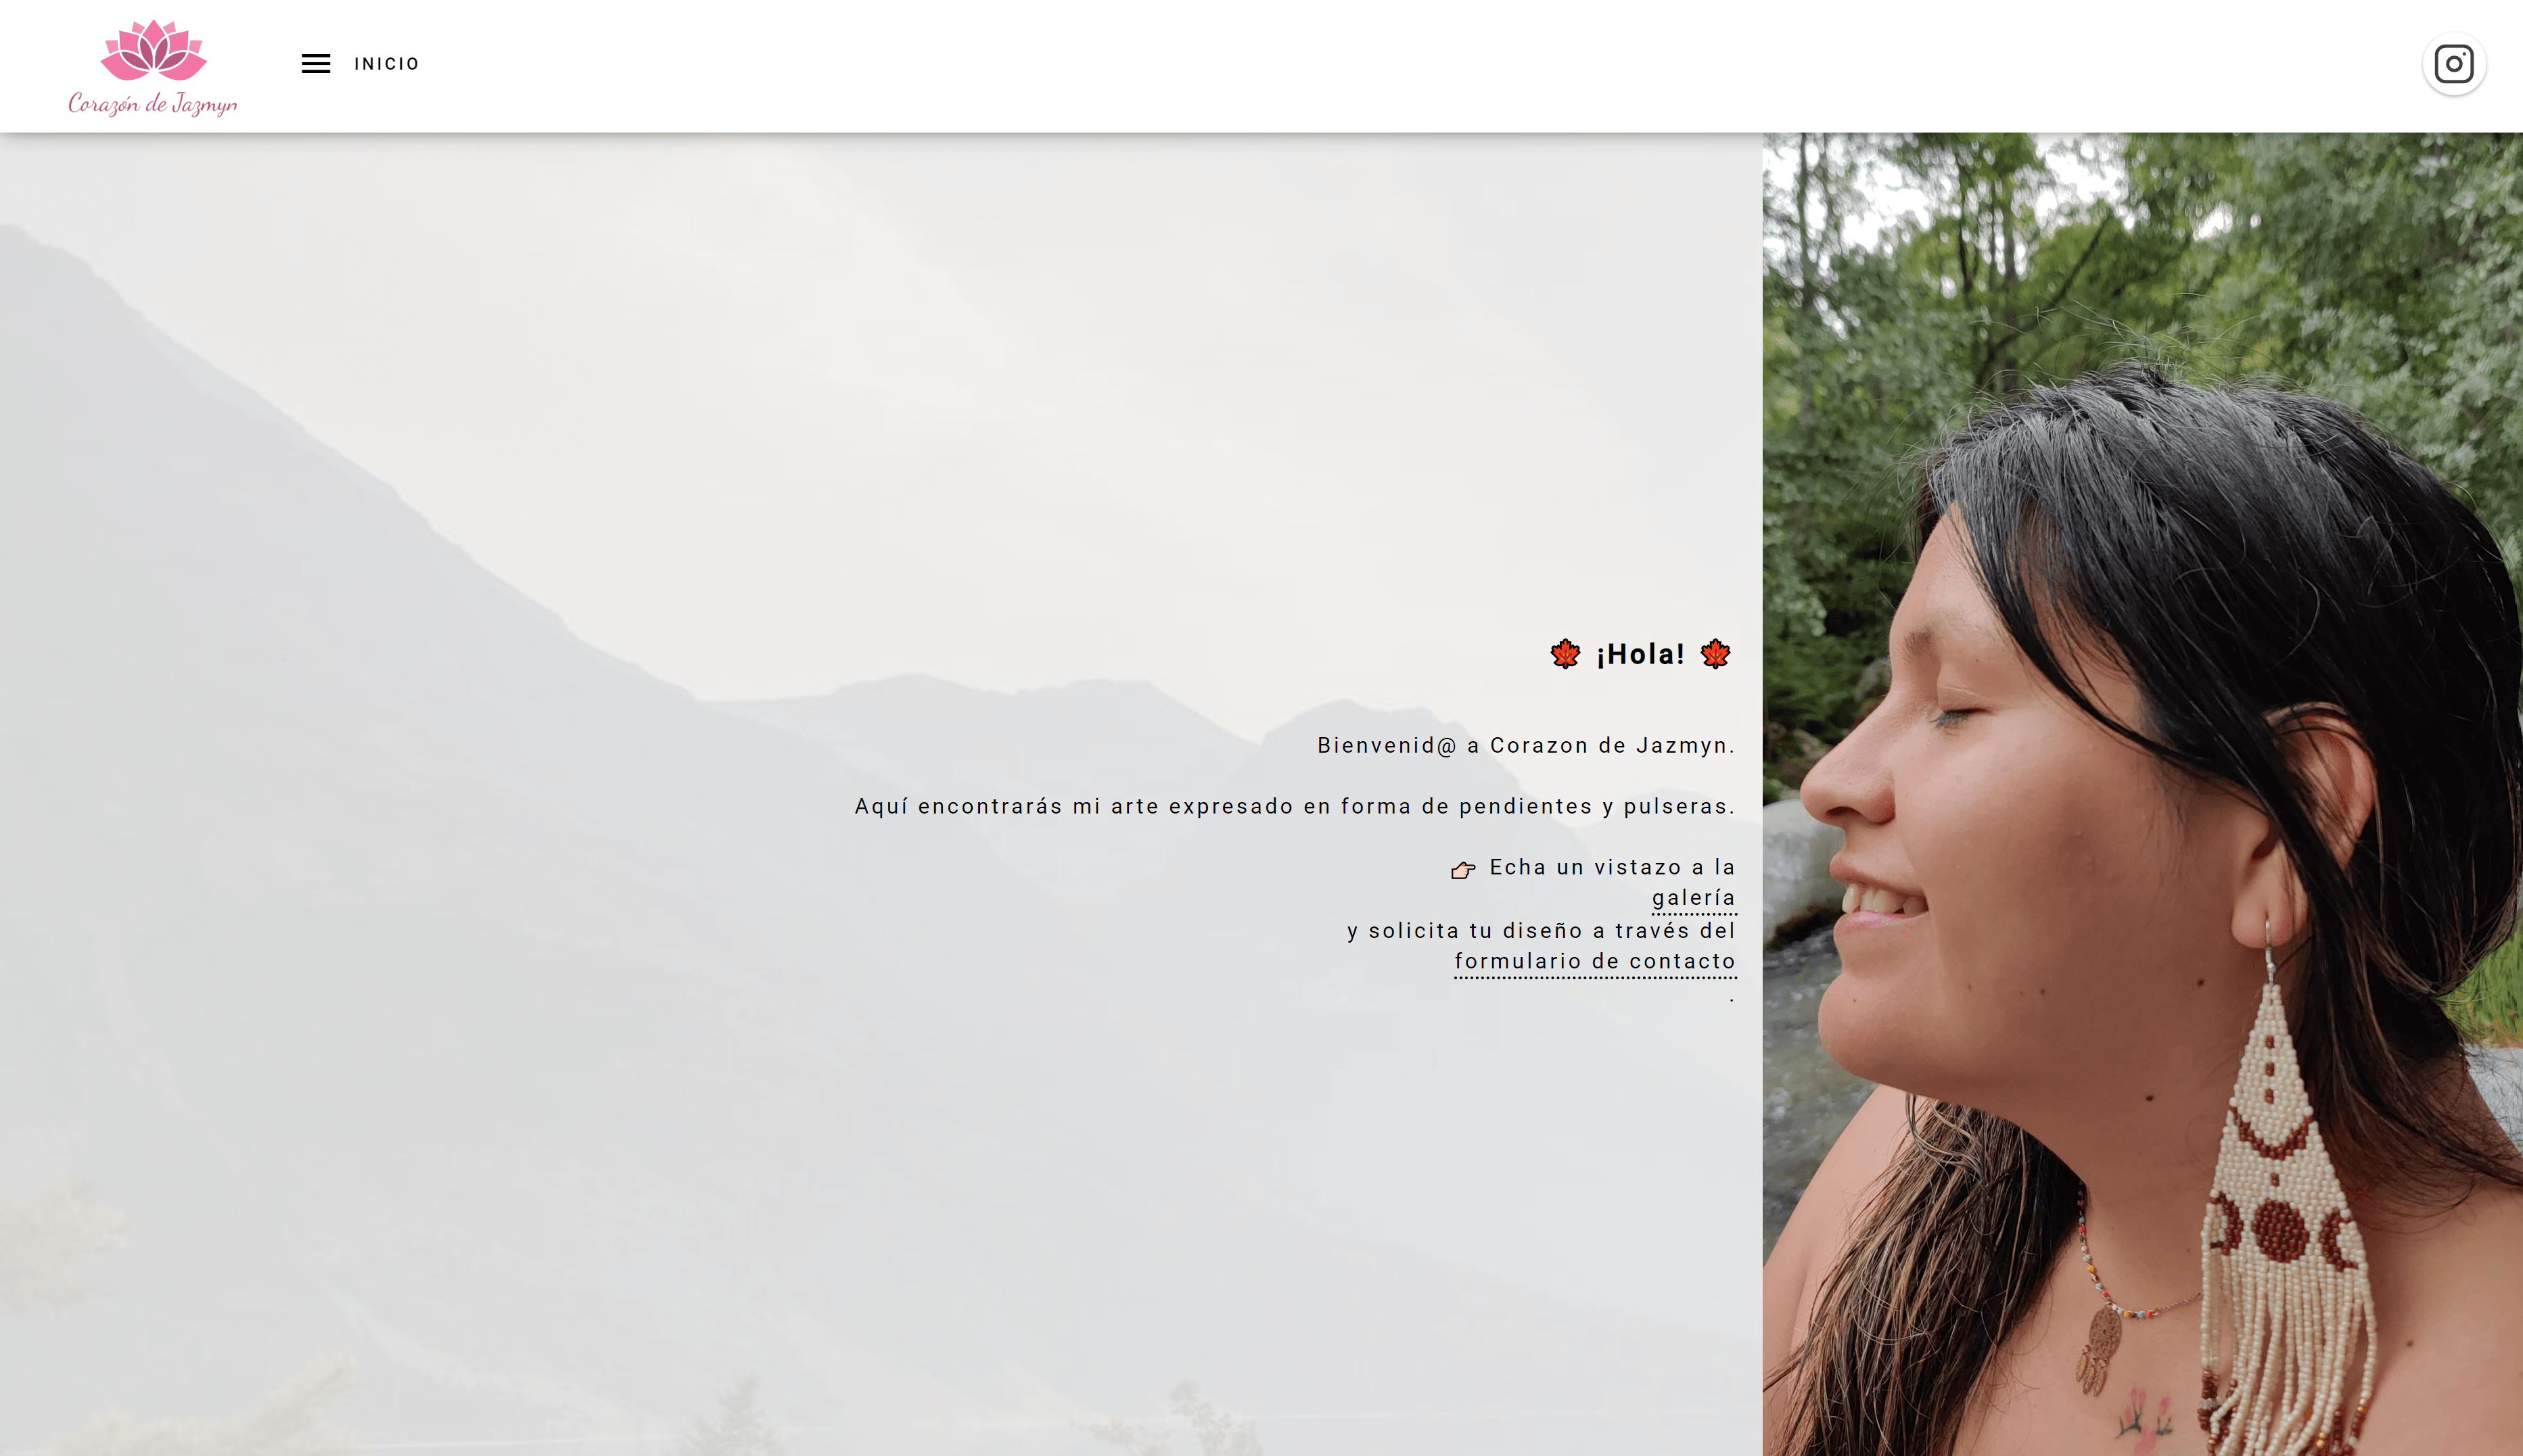 Corazón de Jazmyn
INICIO
🍁 ¡Hola! 🍁
Bienvenid@ a Corazon de Jazmyn.
Aquí encontrarás mi arte expresado en forma de pendientes y pulseras.
👉🏻 Echa un vistazo a la
galería
y solicita tu diseño a través del
formulario de contacto
.